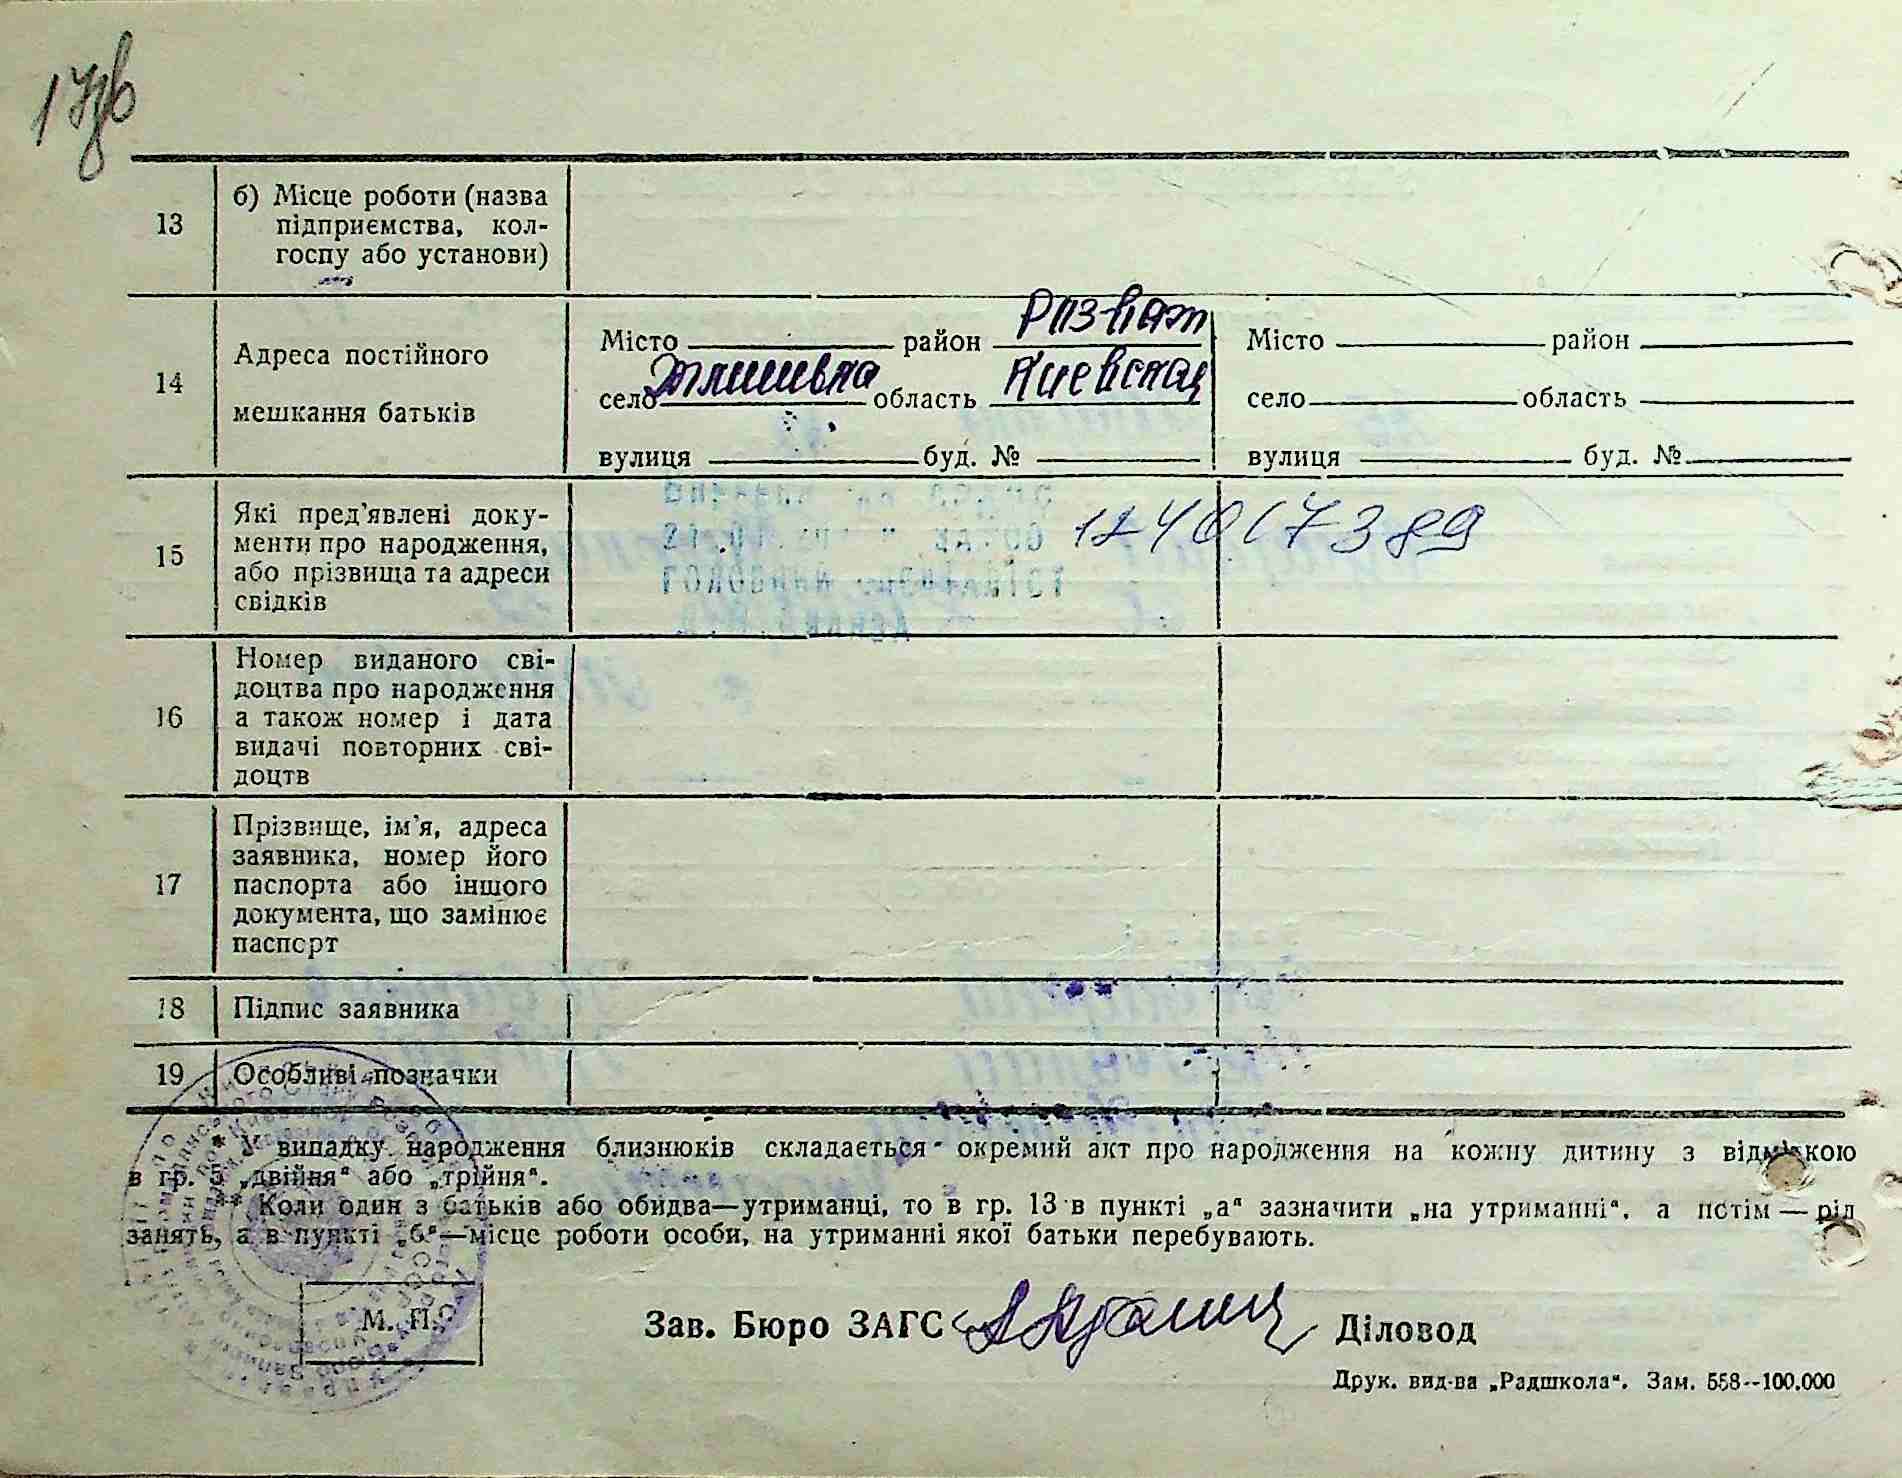 13
б) Місце роботи (назва
підприємства, кол-
госпу або установи)
14
Адреса постійного
мешкання батьків
Місто район Розваж
село область Киевская
вулиця буд. №
Місто район
село область
вулиця буд. №
15
Які пред'явлені доку-
менти про народження,
або прізвища та адреси
свідків
16
Номер виданого сві-
доцтва про народження
а також номер і дата
видачі повторних сві-
доцтв
17
Прізвище, ім'я, адреса
заявника, номер його
паспорта або іншого
документа, що замінює
паспорт
18
Підпис заявника
19
Особливі позначки
* У випадку народження близнюків складається окремий акт про народження на кожну дитину з відміткою
в гр. 5 „двійня“ або „трійня“.
** Коли один з батьків або обидва—утриманці, то в гр. 13 в пункті „а“ зазначити „на утриманні“, а потім — рід
занять, а в пункті „б“—місце роботи особи, на утриманні якої батьки перебувають.
М. П.
Зав. Бюро ЗАГС
Діловод
Друк. вид-ва „Радшкола“. Зам. 558--100.000